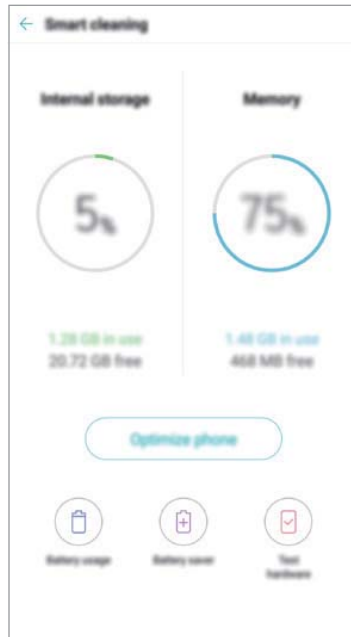 Smart cleaning
Internal storage
Memory
5%
75%
1.28 GB in use
1.48 GB in use
20.72 GB free
468 MB free
Optimize phone
Battery usage
Battery saver
Test
hardware